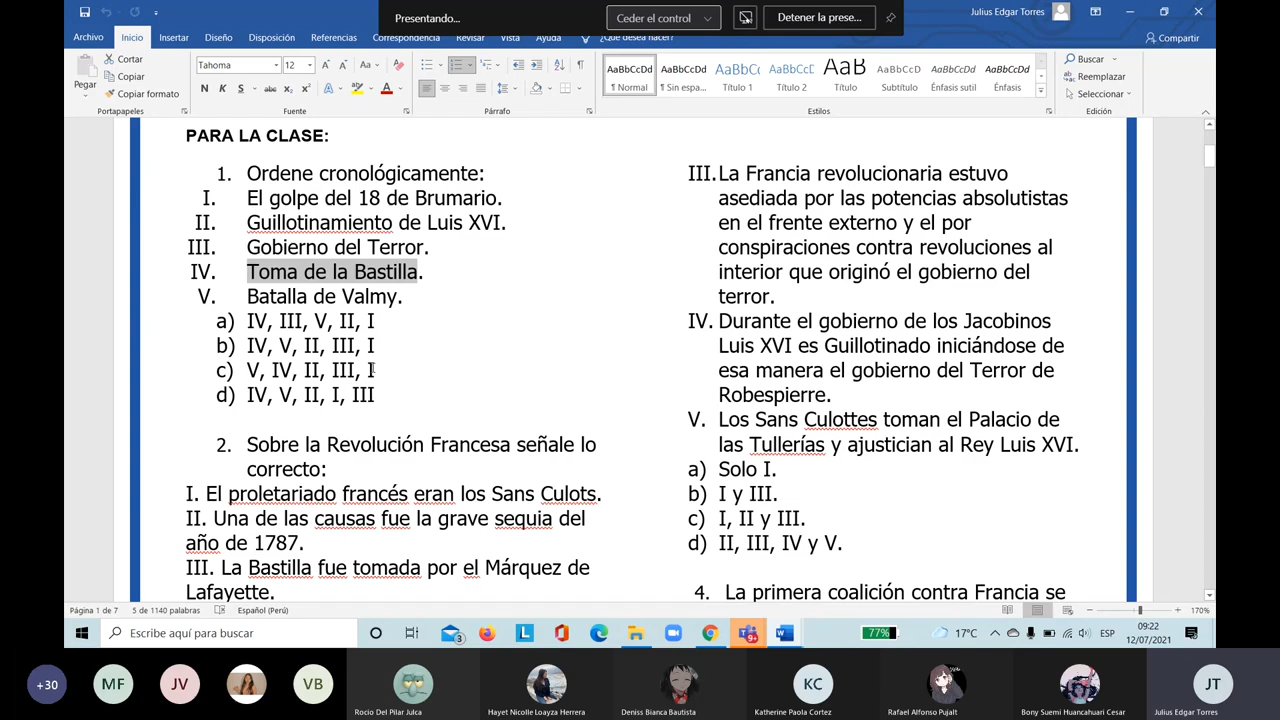 Presentando...
Ceder el control
Detener la prese...
Julius Edgar Torres
Archivo Inicio Insertar Diseño Disposición Referencias Correspondencia Revisar Vista Ayuda ¿Qué desea hacer?
Compartir
Pegar
Cortar
Copiar
Copiar formato
Portapapeles
Tahoma 12
Fuente
Párrafo
AaBbCcDd ¶ Normal
AaBbCcDd ¶ Sin espa...
AaBbCc Título 1
AaBbCcC Título 2
AaB Título
AaBbCcD Subtítulo
AaBbCcDd Énfasis sutil
AaBbCcDd Énfasis
Estilos
Buscar
Reemplazar
Seleccionar
Edición
PARA LA CLASE:
1. Ordene cronológicamente:
I. El golpe del 18 de Brumario.
II. Guillotinamiento de Luis XVI.
III. Gobierno del Terror.
IV. Toma de la Bastilla.
V. Batalla de Valmy.
a) IV, III, V, II, I
b) IV, V, II, III, I
c) V, IV, II, III, I
d) IV, V, II, I, III
2. Sobre la Revolución Francesa señale lo
correcto:
I. El proletariado francés eran los Sans Culots.
II. Una de las causas fue la grave sequia del
año de 1787.
III. La Bastilla fue tomada por el Márquez de
Lafayette.
III. La Francia revolucionaria estuvo
asediada por las potencias absolutistas
en el frente externo y el por
conspiraciones contra revoluciones al
interior que originó el gobierno del
terror.
IV. Durante el gobierno de los Jacobinos
Luis XVI es Guillotinado iniciándose de
esa manera el gobierno del Terror de
Robespierre.
V. Los Sans Culottes toman el Palacio de
las Tullerías y ajustician al Rey Luis XVI.
a) Solo I.
b) I y III.
c) I, II y III.
d) II, III, IV y V.
4. La primera coalición contra Francia se
Página 1 de 7 5 de 1140 palabras Español (Perú)
170%
Escribe aquí para buscar
3
9+
77%
17°C
ESP
09:22
12/07/2021
+30
MF
JV
VB
Rocio Del Pilar Julca
Hayet Nicolle Loayza Herrera
Deniss Bianca Bautista
KC
Katherine Paola Cortez
Rafael Alfonso Pujalt
Bony Suemi Huancahuari Cesar
JT
Julius Edgar Torres